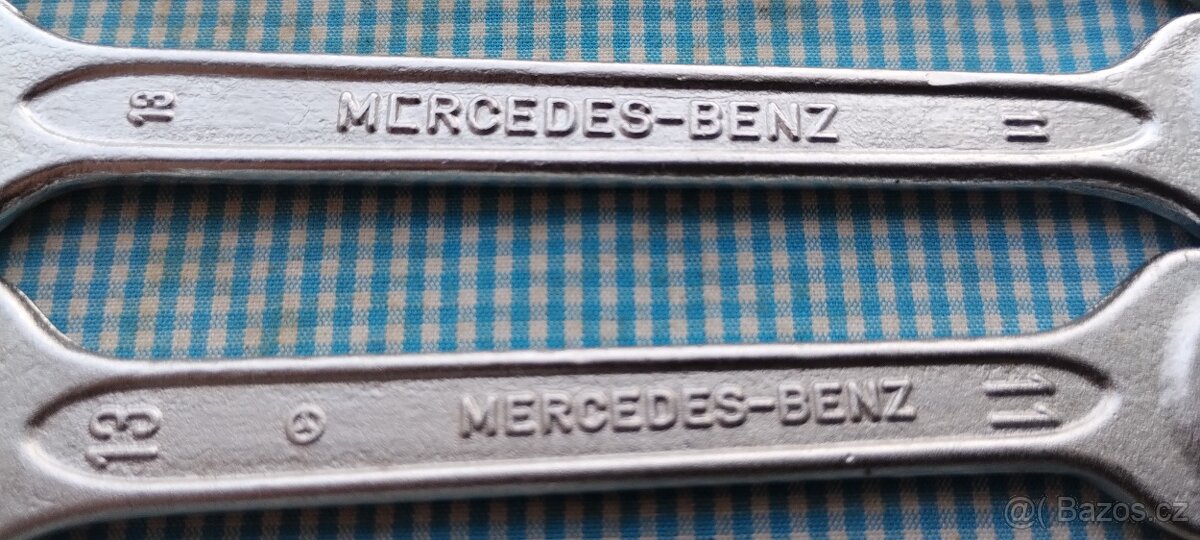 13 MERCEDES-BENZ 11
13 MERCEDES-BENZ 11
@( Bazos.cz